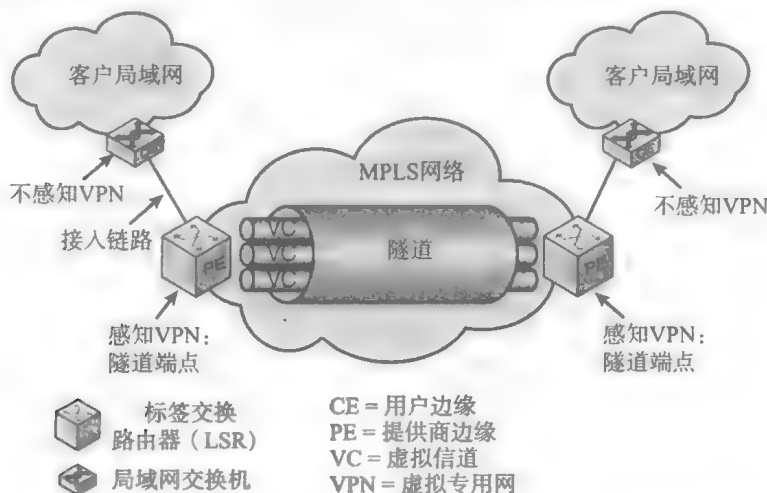 客户局域网
客户局域网
CE
CE
MPLS网络
不感知VPN
不感知VPN
接入链路
VC
VC
VC
隧道
PE
PE
感知VPN:
隧道端点
感知VPN:
隧道端点
标签交换
路由器（LSR）
局域网交换机
CE = 用户边缘
PE = 提供商边缘
VC = 虚拟信道
VPN = 虚拟专用网